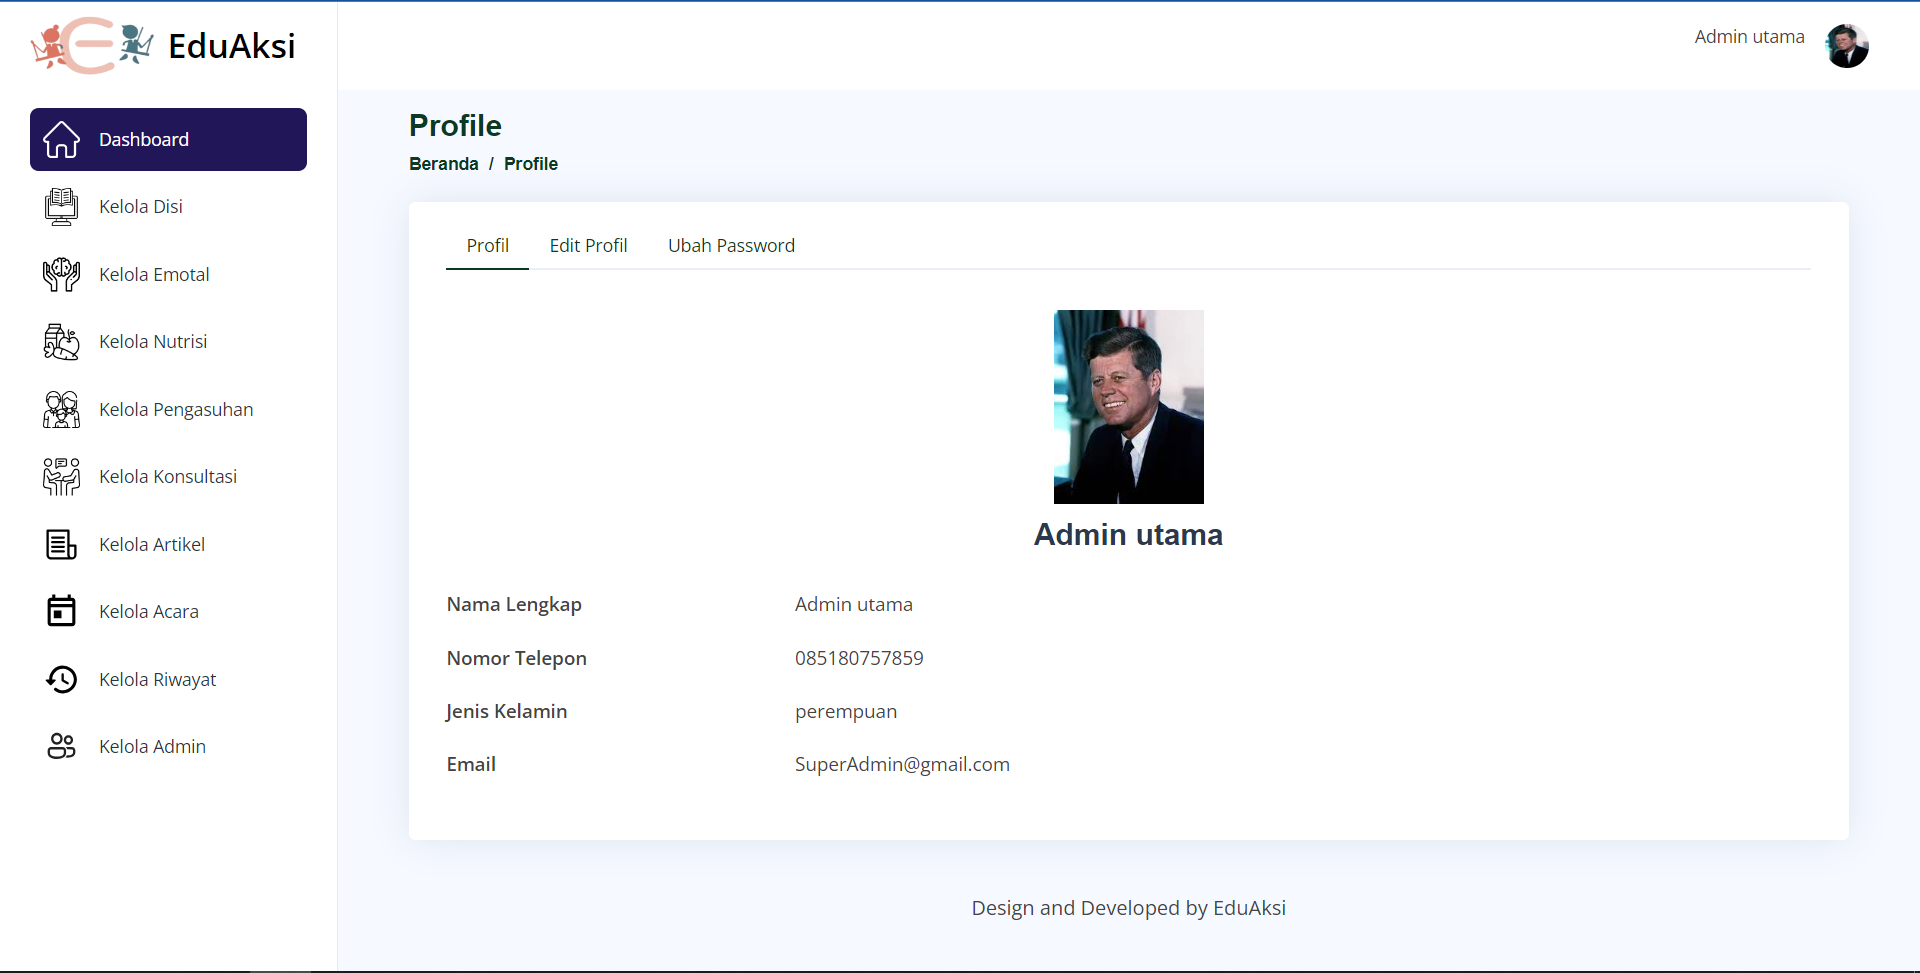 EduAksi
Admin utama
Dashboard
Kelola Disi
Kelola Emotal
Kelola Nutrisi
Kelola Pengasuhan
Kelola Konsultasi
Kelola Artikel
Kelola Acara
Kelola Riwayat
Kelola Admin
Profile
Beranda / Profile
Profil Edit Profil Ubah Password
Admin utama
Nama Lengkap Admin utama
Nomor Telepon 085180757859
Jenis Kelamin perempuan
Email SuperAdmin@gmail.com
Design and Developed by EduAksi